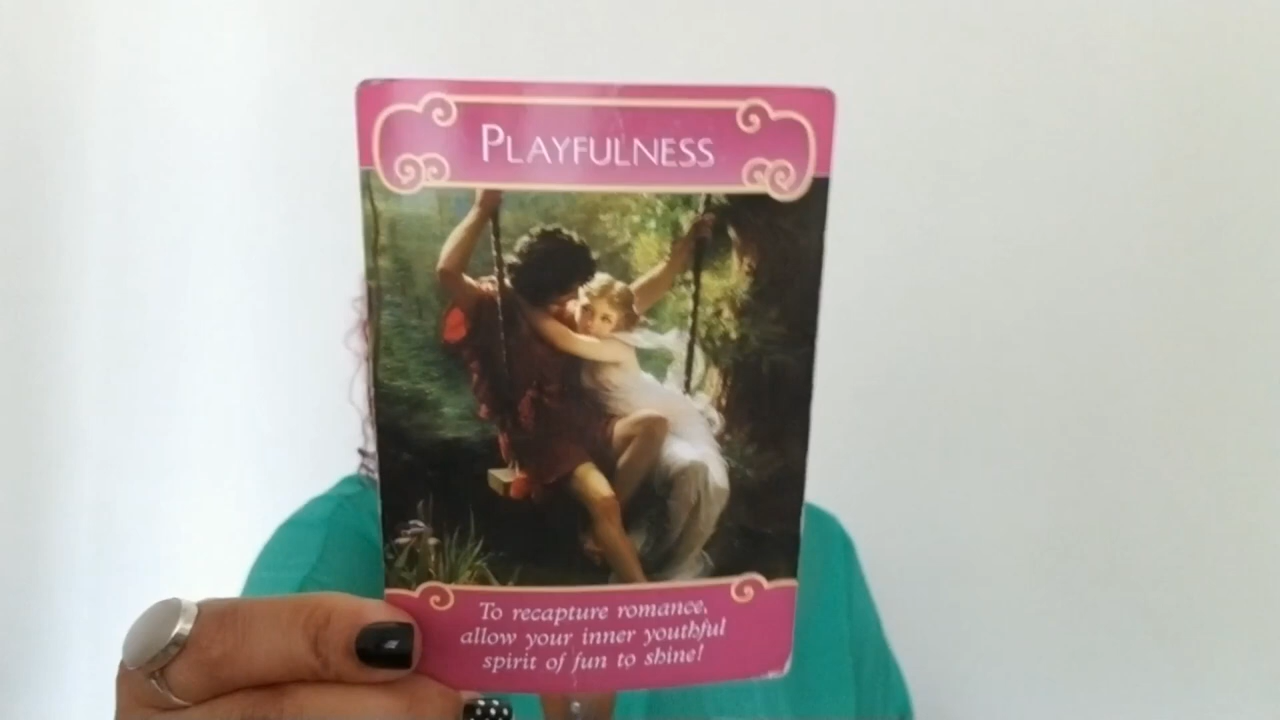 PLAYFULNESS
To recapture romance,
allow your inner youthful
spirit of fun to shine!